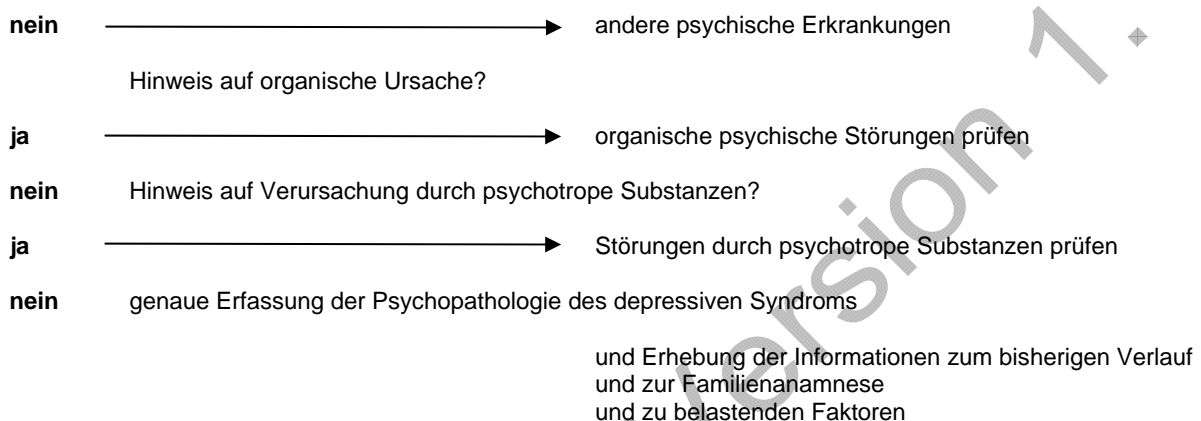 nein andere psychische Erkrankungen
Hinweis auf organische Ursache?
ja organische psychische Störungen prüfen
nein Hinweis auf Verursachung durch psychotrope Substanzen?
ja Störungen durch psychotrope Substanzen prüfen
nein genaue Erfassung der Psychopathologie des depressiven Syndroms
und Erhebung der Informationen zum bisherigen Verlauf
und zur Familienanamnese
und zu belastenden Faktoren
ersion 1.